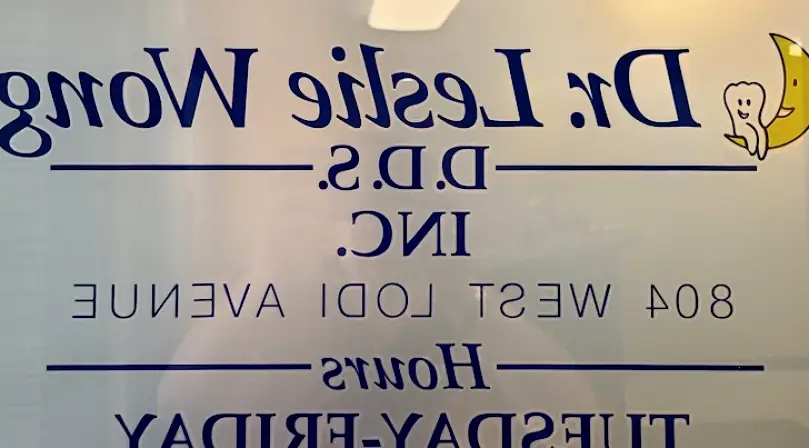 Dr. Leslie Wong
D.D.S.
INC.
804 WEST LODI AVENUE
Hours
TUESDAY-FRIDAY